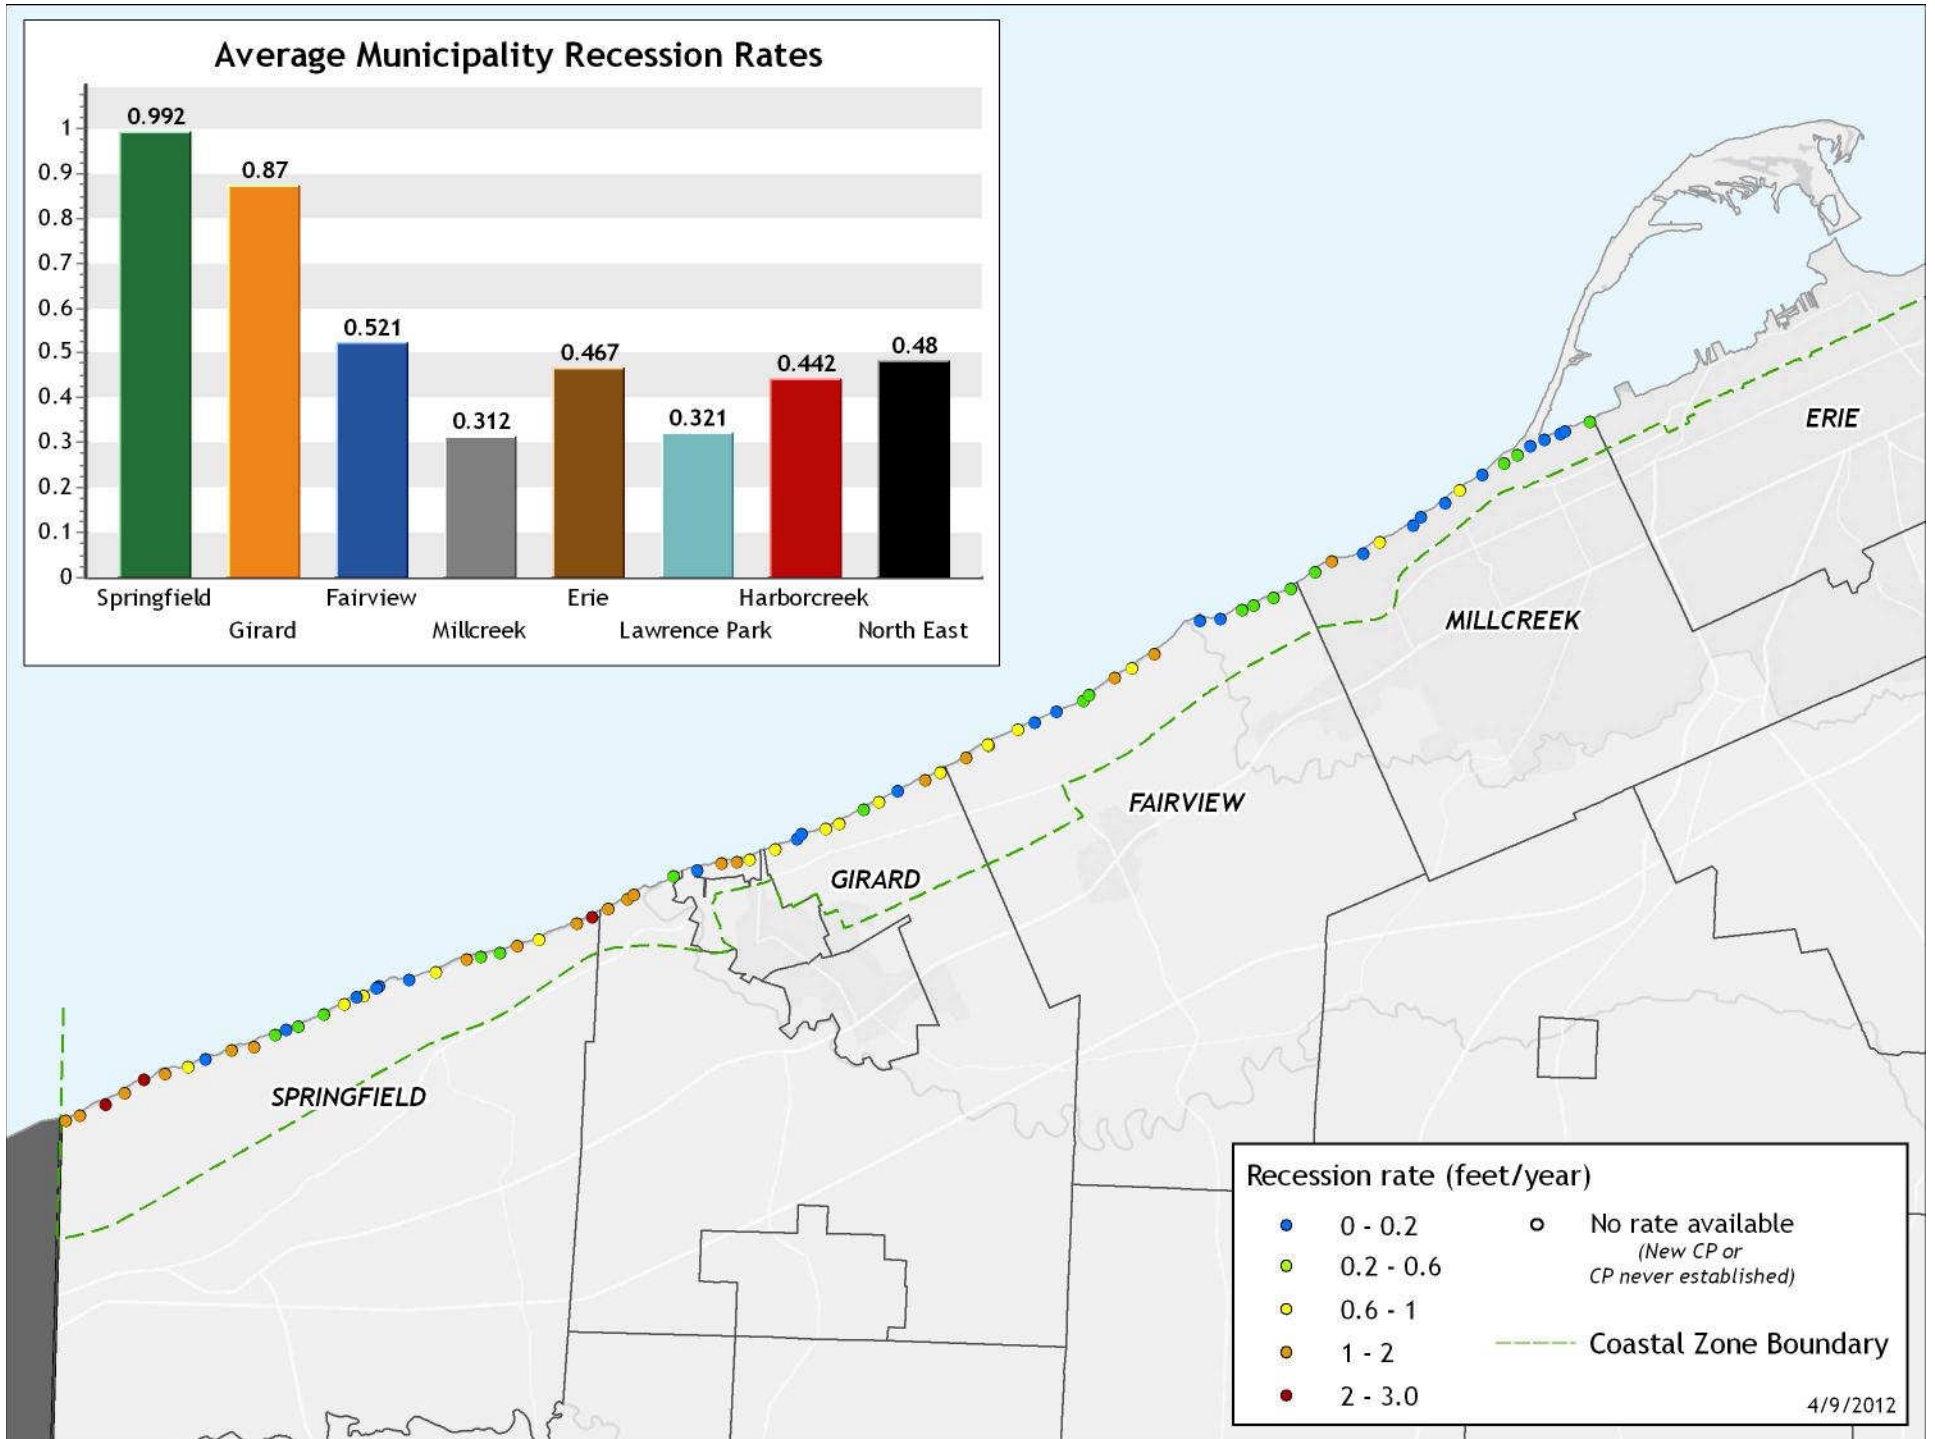 Average Municipality Recession Rates
0.992
1
0.9
0.87
0.8
0.7
0.6
0.521
0.5
0.48
0.467
0.442
0.4
0.312
0.321
0.3
0.2
0.1
0
Springfield Fairview Erie Harborcreek
Girard Millcreek Lawrence Park North East
ERIE
MILLCREEK
FAIRVIEW
GIRARD
SPRINGFIELD
Recession rate (feet/year)
0 - 0.2
0.2 - 0.6
0.6 - 1
1 - 2
2 - 3.0
No rate available
(New CP or
CP never established)
Coastal Zone Boundary
4/9/2012